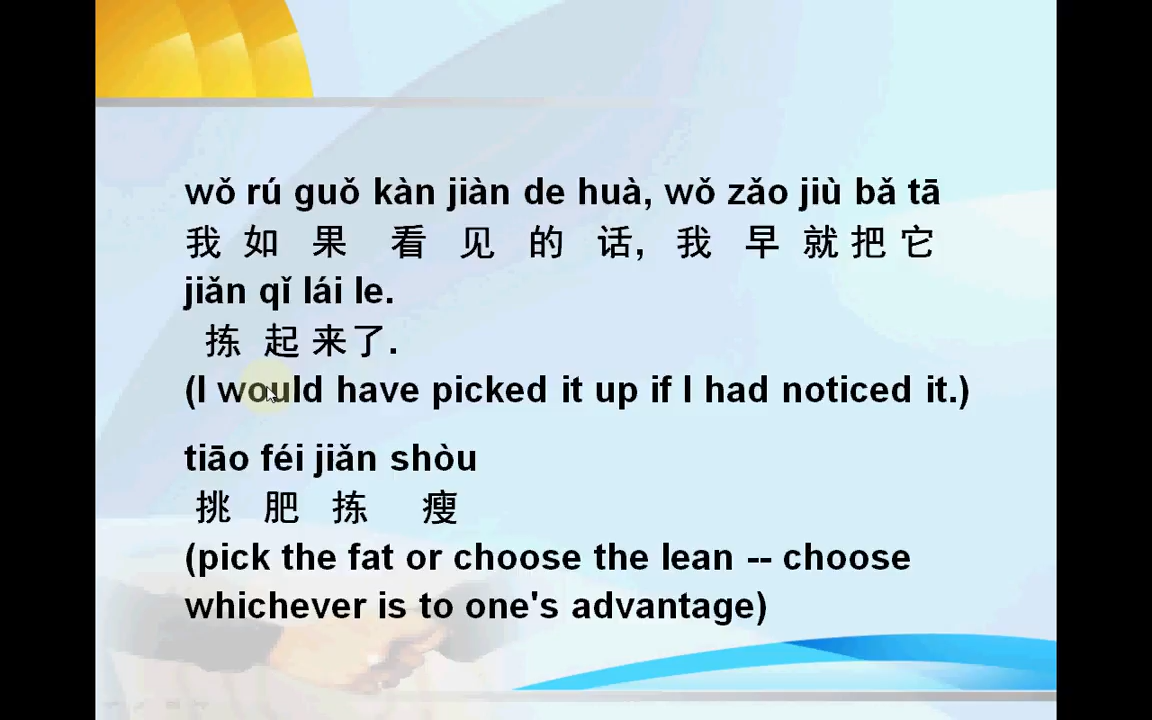 wǒ rú guǒ kàn jiàn de huà, wǒ zǎo jiù bǎ tā
我 如 果 看 见 的 话, 我 早 就 把 它
jiǎn qǐ lái le.
拣 起 来 了.
(I would have picked it up if I had noticed it.)
tiāo féi jiǎn shòu
挑 肥 拣 瘦
(pick the fat or choose the lean -- choose
whichever is to one's advantage)